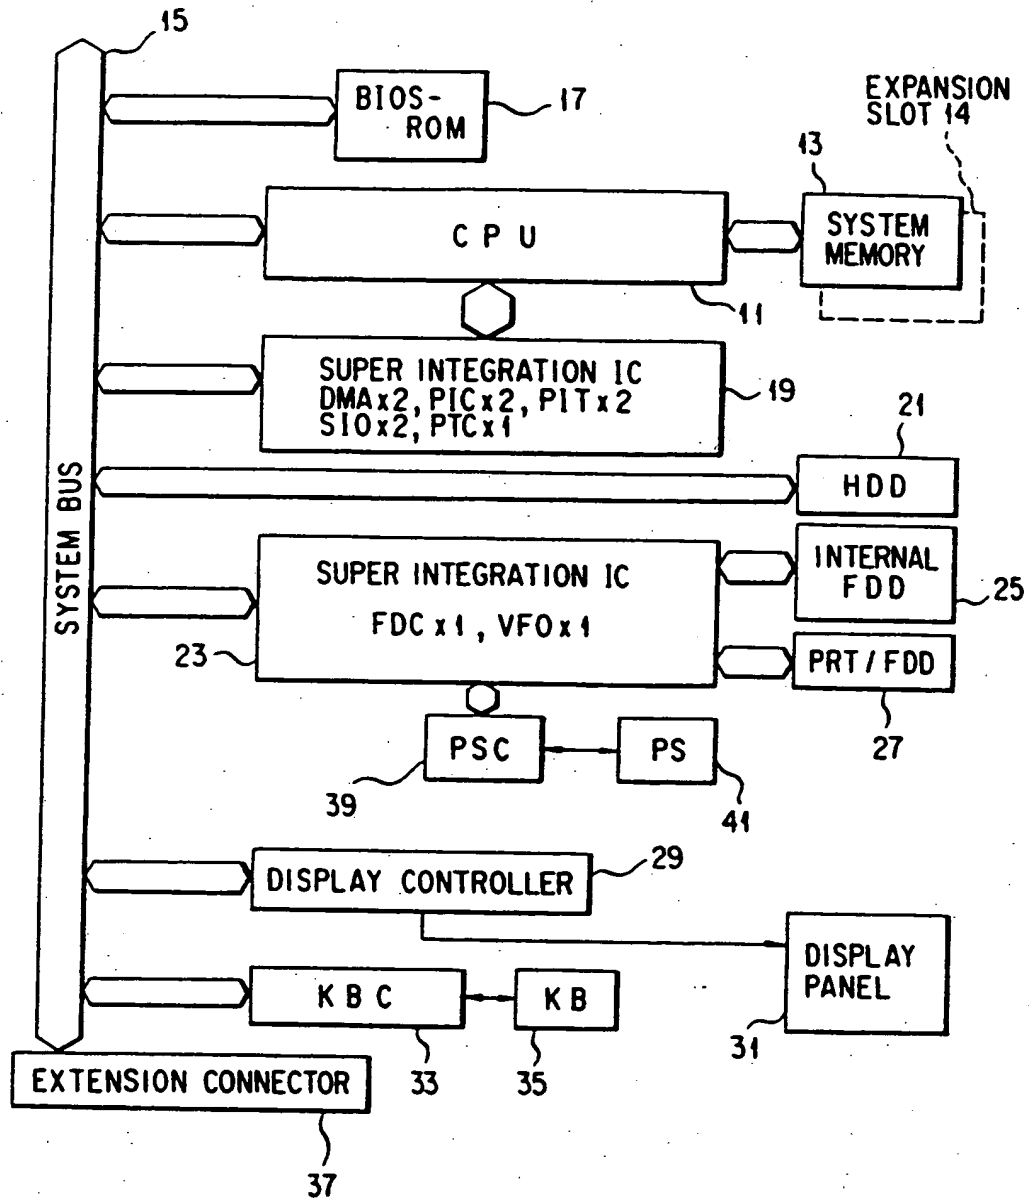 15
BIOS-
ROM
17
EXPANSION
SLOT 14
13
SYSTEM
MEMORY
CPU
11
SUPER INTEGRATION IC
DMAx2, PICx2, PITx2
SIOx2, PTCx1
19
21
HDD
SYSTEM BUS
SUPER INTEGRATION IC
FDCx1, VFOx1
23
INTERNAL
FDD
25
PRT/FDD
27
PSC
39
PS
41
DISPLAY CONTROLLER
29
DISPLAY
PANEL
31
KBC
33
KB
35
EXTENSION CONNECTOR
37